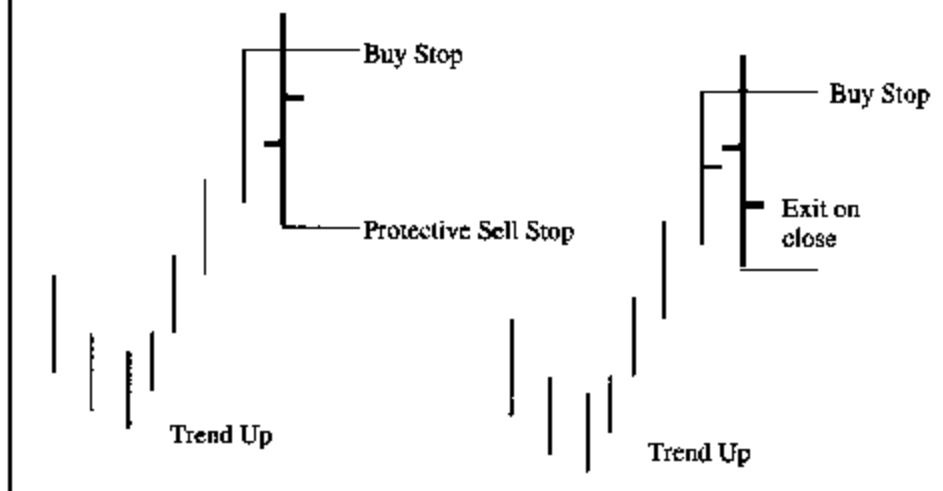 Buy Stop
Protective Sell Stop
Trend Up
Buy Stop
Exit on
close
Trend Up